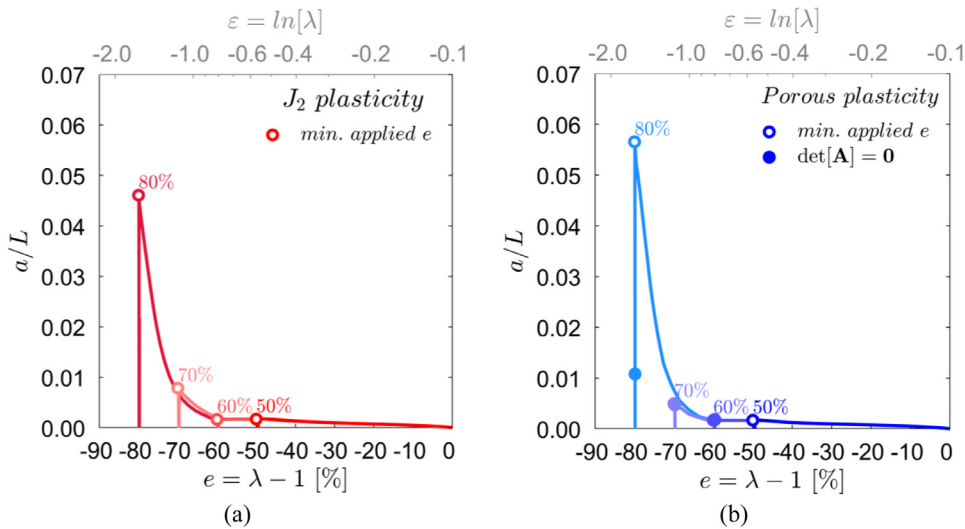 ε = ln[λ]
-2.0 -1.0 -0.6 -0.2 -0.1
0.07
0.06
0.05
0.04
0.03
0.02
0.01
0.00
a/L
J₂ plasticity
min. applied e
80%
70%
60% 50%
-90 -80 -70 -60 -50 -40 -30 -20 -10 0
e = λ − 1 [%]
(a)
ε = ln[λ]
-2.0 -1.0 -0.6 -0.2 -0.1
0.07
0.06
0.05
0.04
0.03
0.02
0.01
0.00
a/L
Porous plasticity
min. applied e
det[A] = 0
80%
70%
60% 50%
-90 -80 -70 -60 -50 -40 -30 -20 -10 0
e = λ − 1 [%]
(b)